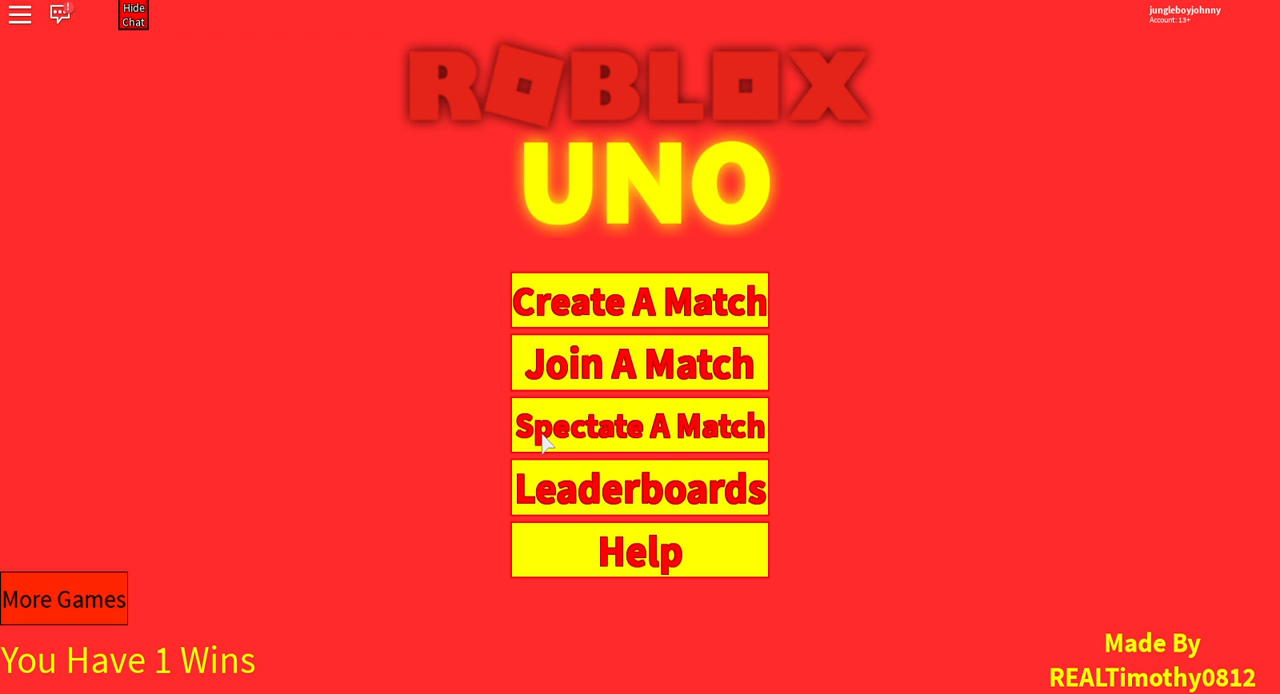 Hide
Chat
jungleboyjohnny
Account: 13+
ROBLOX
UNO
Create A Match
Join A Match
Spectate A Match
Leaderboards
Help
More Games
You Have 1 Wins
Made By
REALTimothy0812